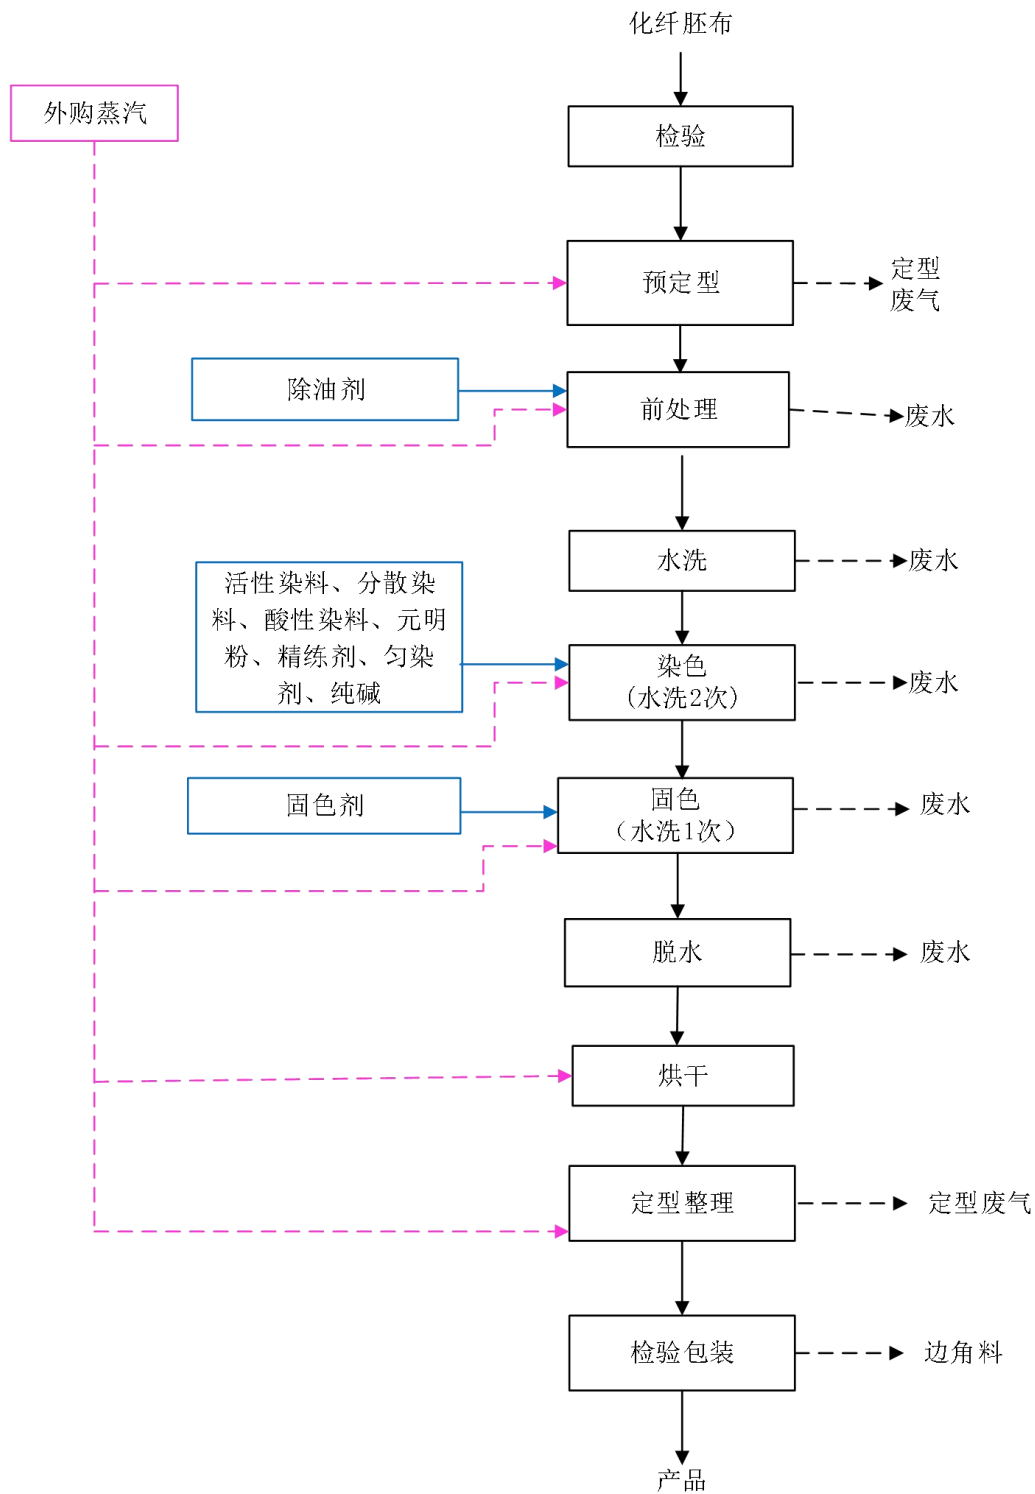 化纤胚布
外购蒸汽
检验
预定型
定型
废气
除油剂
前处理
废水
水洗
废水
活性染料、分散染
料、酸性染料、元明
粉、精练剂、匀染
剂、纯碱
染色
(水洗2次)
废水
固色剂
固色
（水洗1次）
废水
脱水
废水
烘干
定型整理
定型废气
检验包装
边角料
产品